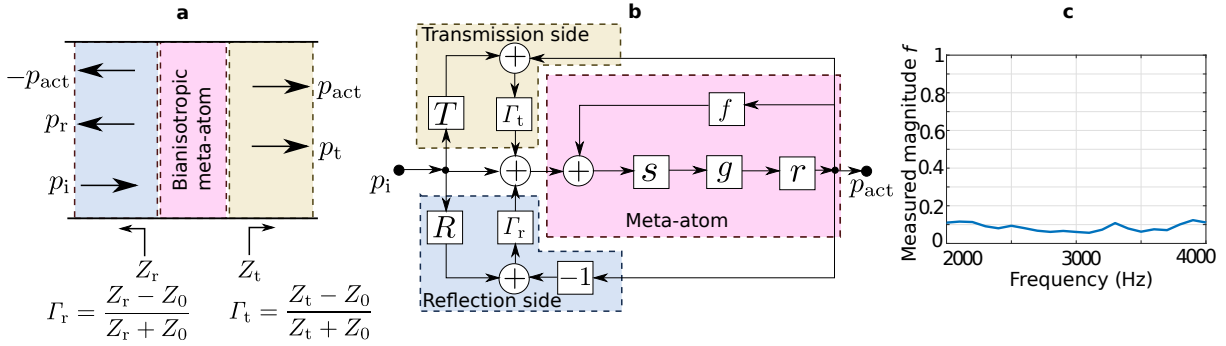 a
−p_act
p_r
p_i
Bianisotropic
meta-atom
p_act
p_t
Z_r
Z_t
Γ_r = (Z_r − Z_0) / (Z_r + Z_0)
Γ_t = (Z_t − Z_0) / (Z_t + Z_0)
b
Transmission side
+
T
Γ_t
f
p_i
+
+
s
g
r
p_act
R
Γ_r
Meta-atom
+
−1
Reflection side
c
Measured magnitude f
1
0.8
0.6
0.4
0.2
0
2000
3000
4000
Frequency (Hz)